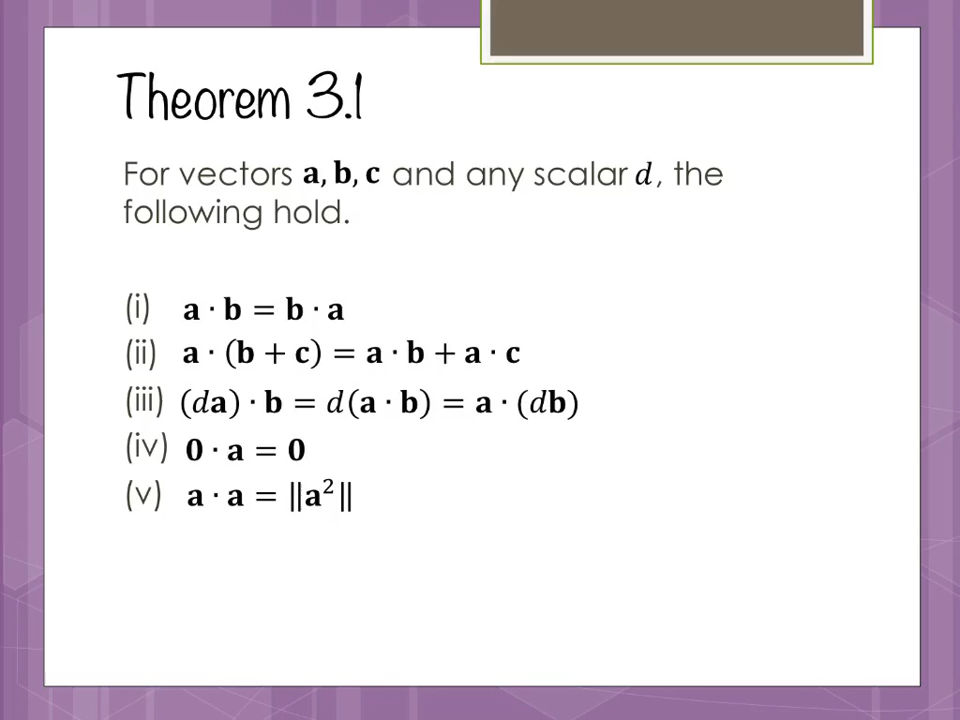 Theorem 3.1
For vectors a, b, c and any scalar d, the
following hold.
(i) a · b = b · a
(ii) a · (b + c) = a · b + a · c
(iii) (da) · b = d(a · b) = a · (db)
(iv) 0 · a = 0
(v) a · a = ‖a²‖